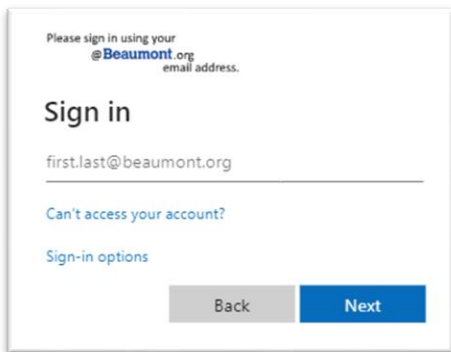 Please sign in using your
@Beaumont.org
email address.
Sign in
first.last@beaumont.org
Can't access your account?
Sign-in options
Back Next